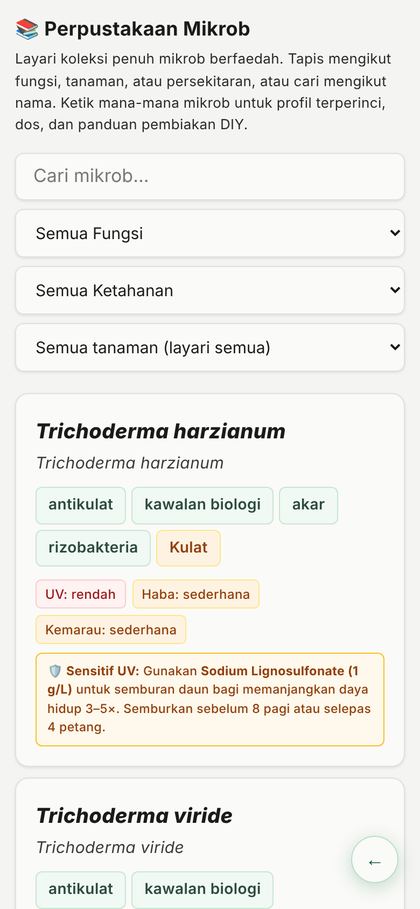 📚 Perpustakaan Mikrob
Layari koleksi penuh mikrob berfaedah. Tapis mengikut
fungsi, tanaman, atau persekitaran, atau cari mengikut
nama. Ketik mana-mana mikrob untuk profil terperinci,
dos, dan panduan pembiakan DIY.
Cari mikrob...
Semua Fungsi
Semua Ketahanan
Semua tanaman (layari semua)
Trichoderma harzianum
Trichoderma harzianum
antikulat kawalan biologi akar
rizobakteria Kulat
UV: rendah Haba: sederhana
Kemarau: sederhana
🛡️ Sensitif UV: Gunakan Sodium Lignosulfonate (1
g/L) untuk semburan daun bagi memanjangkan daya
hidup 3–5×. Semburkan sebelum 8 pagi atau selepas
4 petang.
Trichoderma viride
Trichoderma viride
←
antikulat kawalan biologi